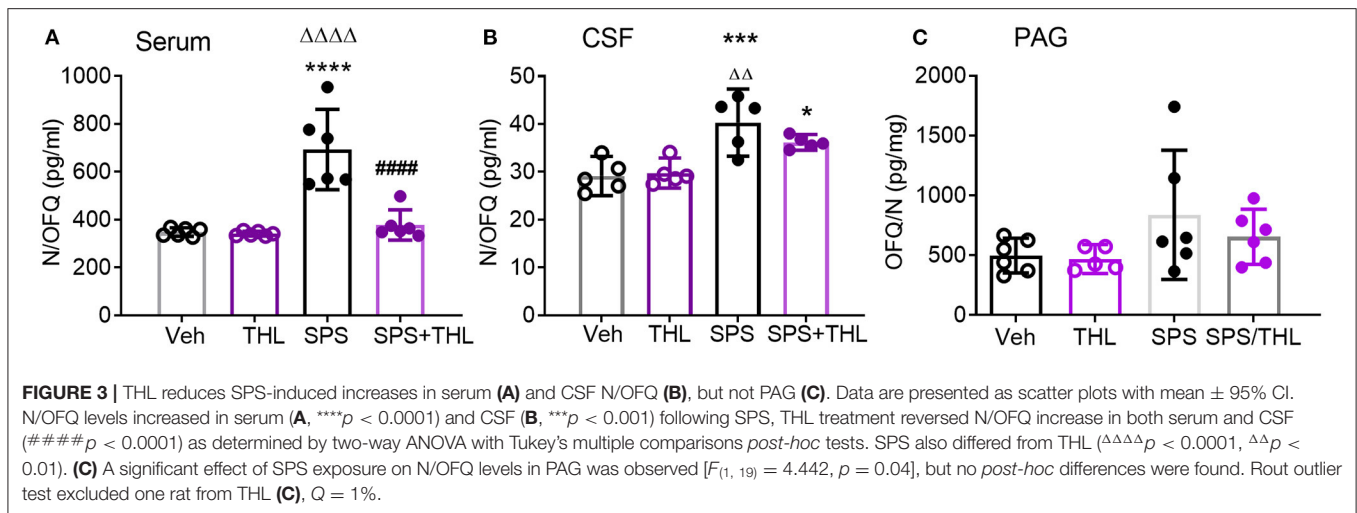 A
Serum
ΔΔΔΔ
****
####
N/OFQ (pg/ml)
1000
800
600
400
200
0
Veh THL SPS SPS+THL
B
CSF
***
ΔΔ
*
N/OFQ (pg/ml)
50
40
30
20
10
0
Veh THL SPS SPS+THL
C
PAG
OFQ/N (pg/mg)
2000
1500
1000
500
0
Veh THL SPS SPS/THL
FIGURE 3 | THL reduces SPS-induced increases in serum (A) and CSF N/OFQ (B), but not PAG (C). Data are presented as scatter plots with mean ± 95% CI.
N/OFQ levels increased in serum (A, ****p < 0.0001) and CSF (B, ***p < 0.001) following SPS, THL treatment reversed N/OFQ increase in both serum and CSF
(####p < 0.0001) as determined by two-way ANOVA with Tukey's multiple comparisons post-hoc tests. SPS also differed from THL (ΔΔΔΔp < 0.0001, ΔΔp <
0.01). (C) A significant effect of SPS exposure on N/OFQ levels in PAG was observed [F(1, 19) = 4.442, p = 0.04], but no post-hoc differences were found. Rout outlier
test excluded one rat from THL (C), Q = 1%.